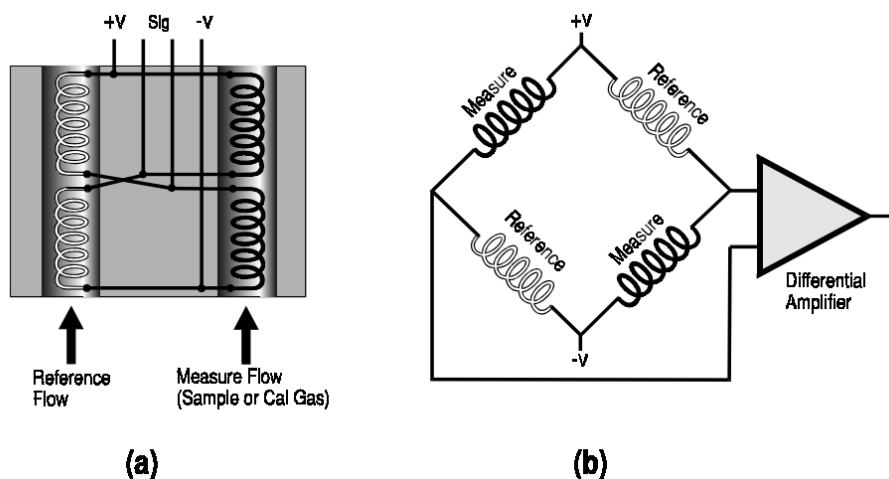 +V Sig -V
Reference
Flow
Measure Flow
(Sample or Cal Gas)
(a)
+V
Measure
Reference
Reference
Measure
-V
Differential
Amplifier
(b)